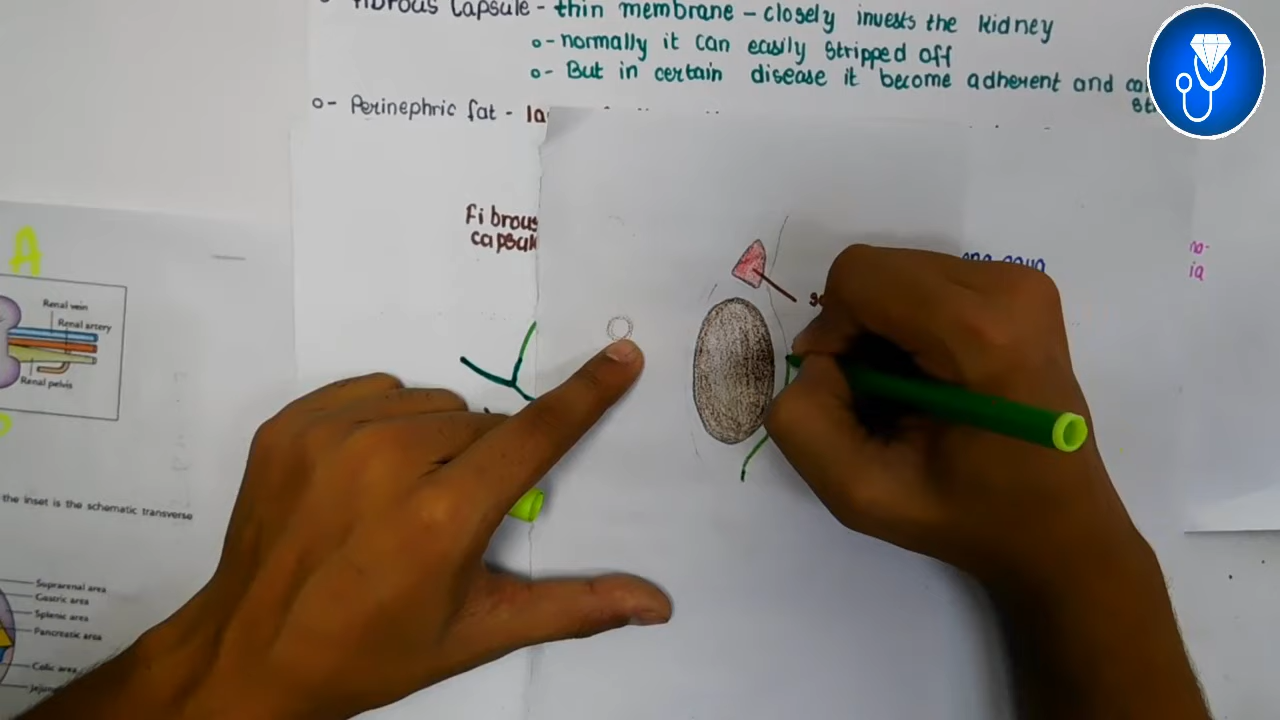 Fibrous Capsule - thin membrane - closely invests the kidney
o- normally it can easily stripped off
o- But in certain disease it become adherent and
o- Perinephric fat -
Fibrous
A
Renal vein
Renal artery
Renal pelvis
the inset is the schematic transverse
Suprarenal area
Gastric area
Splenic area
Pancreatic area
Colic area